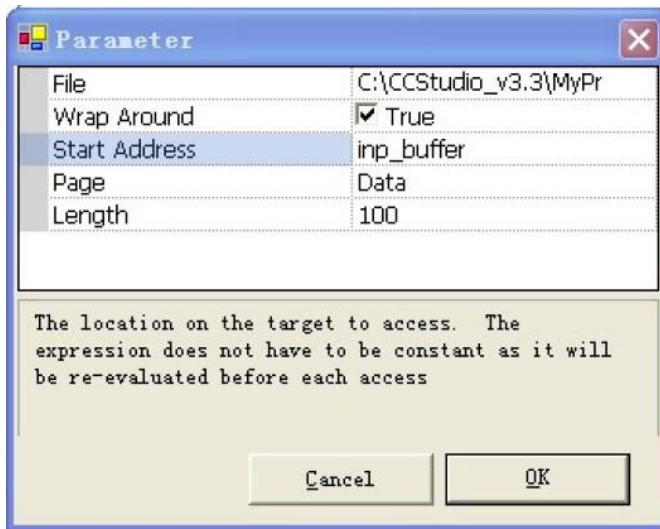 Parameter
File C:\CCStudio_v3.3\MyPr
Wrap Around True
Start Address inp_buffer
Page Data
Length 100
The location on the target to access. The
expression does not have to be constant as it will
be re-evaluated before each access
Cancel OK